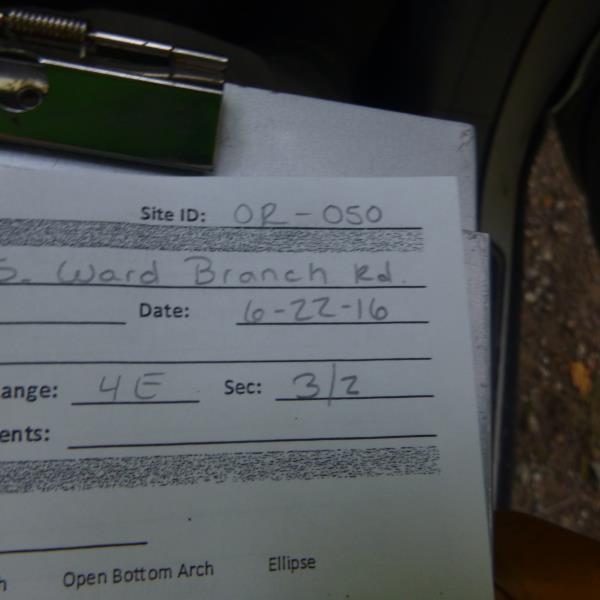 Site ID: OR-050
S. Ward Branch Rd.
Date: 6-22-16
ange: 4E Sec: 3/2
ents:
h Open Bottom Arch Ellipse